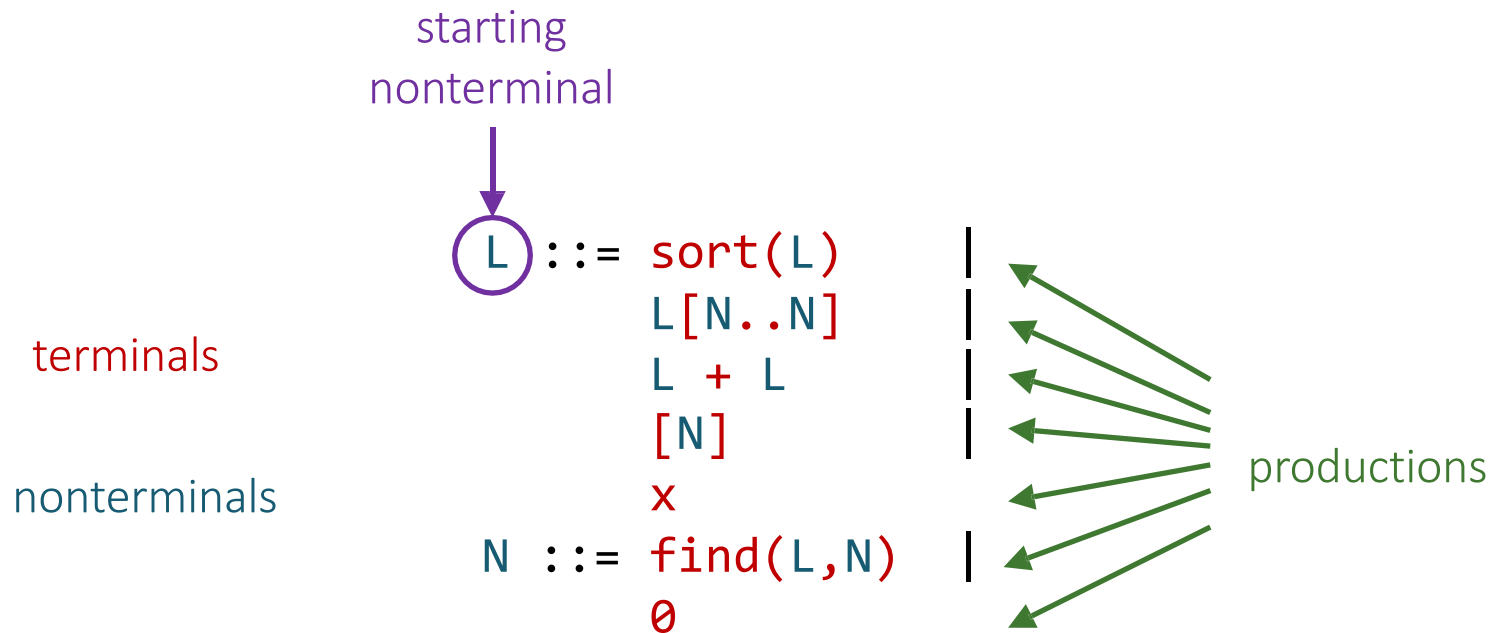 starting
nonterminal
L ::= sort(L) |
L[N..N] |
L + L |
[N] |
x
N ::= find(L,N) |
0
terminals
nonterminals
productions